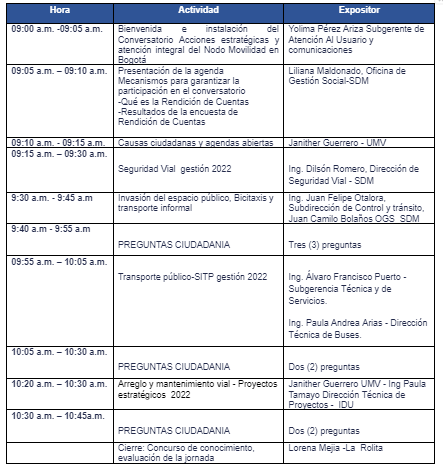 Hora Actividad Expositor
09:00 a.m. -09:05 a.m. Bienvenida e instalación del Yolima Pérez Ariza Subgerente de
Conversatorio Acciones estratégicas y Atención Al Usuario y
atención integral del Nodo Movilidad en comunicaciones
Bogotá
09:05 a.m. – 09:10 a.m. Presentación de la agenda Liliana Maldonado, Oficina de
Mecanismos para garantizar la Gestión Social-SDM
participación en el conversatorio
-Qué es la Rendición de Cuentas
-Resultados de la encuesta de
Rendición de Cuentas
09:10 a.m. - 09:15 a.m. Causas ciudadanas y agendas abiertas Janither Guerrero - UMV
09:15 a.m. – 09:30 a.m.
Seguridad Vial gestión 2022 Ing. Dilsón Romero, Dirección de
Seguridad Vial - SDM
9:30 a.m. - 9:45 a.m Invasión del espacio público, Bicitaxis y Ing. Juan Felipe Otalora,
transporte informal Subdirección de Control y tránsito,
Juan Camilo Bolaños OGS SDM
9:40 a.m - 9:55 a.m
PREGUNTAS CIUDADANIA Tres (3) preguntas
09:55 a.m. – 10:05 a.m.
Transporte público-SITP gestión 2022 Ing. Álvaro Francisco Puerto -
Subgerencia Técnica y de
Servicios.
Ing. Paula Andrea Arias - Dirección
Técnica de Buses.
10:05 a.m. – 10:30 a.m.
PREGUNTAS CIUDADANIA Dos (2) preguntas
10:20 a.m. – 10:30 a.m. Arreglo y mantenimiento vial - Proyectos Janither Guerrero UMV - Ing Paula
estratégicos 2022 Tamayo Dirección Técnica de
Proyectos - IDU
10:30 a.m. – 10:45a.m.
PREGUNTAS CIUDADANIA Dos (2) preguntas
Cierre: Concurso de conocimiento, Lorena Mejia -La Rolita
evaluación de la jornada